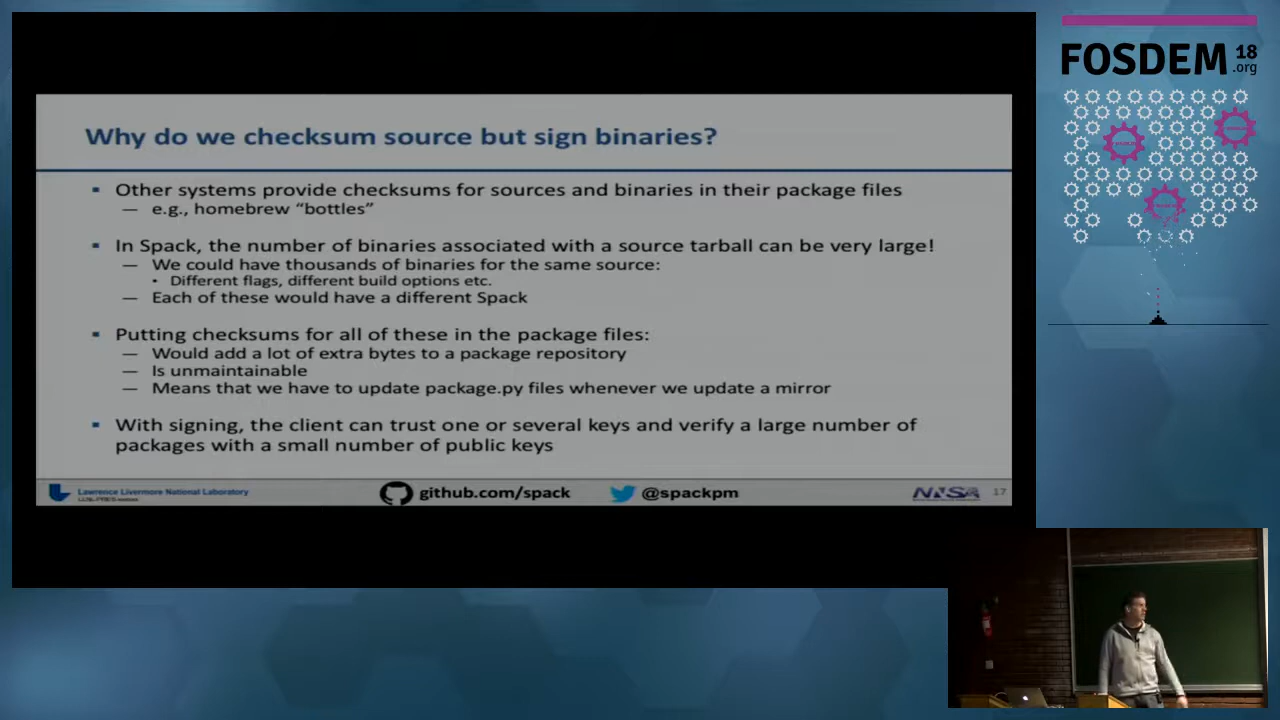 FOSDEM 18
.org
Why do we checksum source but sign binaries?
▪ Other systems provide checksums for sources and binaries in their package files
— e.g., homebrew “bottles”
▪ In Spack, the number of binaries associated with a source tarball can be very large!
— We could have thousands of binaries for the same source:
• Different flags, different build options etc.
— Each of these would have a different Spack
▪ Putting checksums for all of these in the package files:
— Would add a lot of extra bytes to a package repository
— Is unmaintainable
— Means that we have to update package.py files whenever we update a mirror
▪ With signing, the client can trust one or several keys and verify a large number of
packages with a small number of public keys
Lawrence Livermore National Laboratory
github.com/spack
@spackpm
NNSA
17